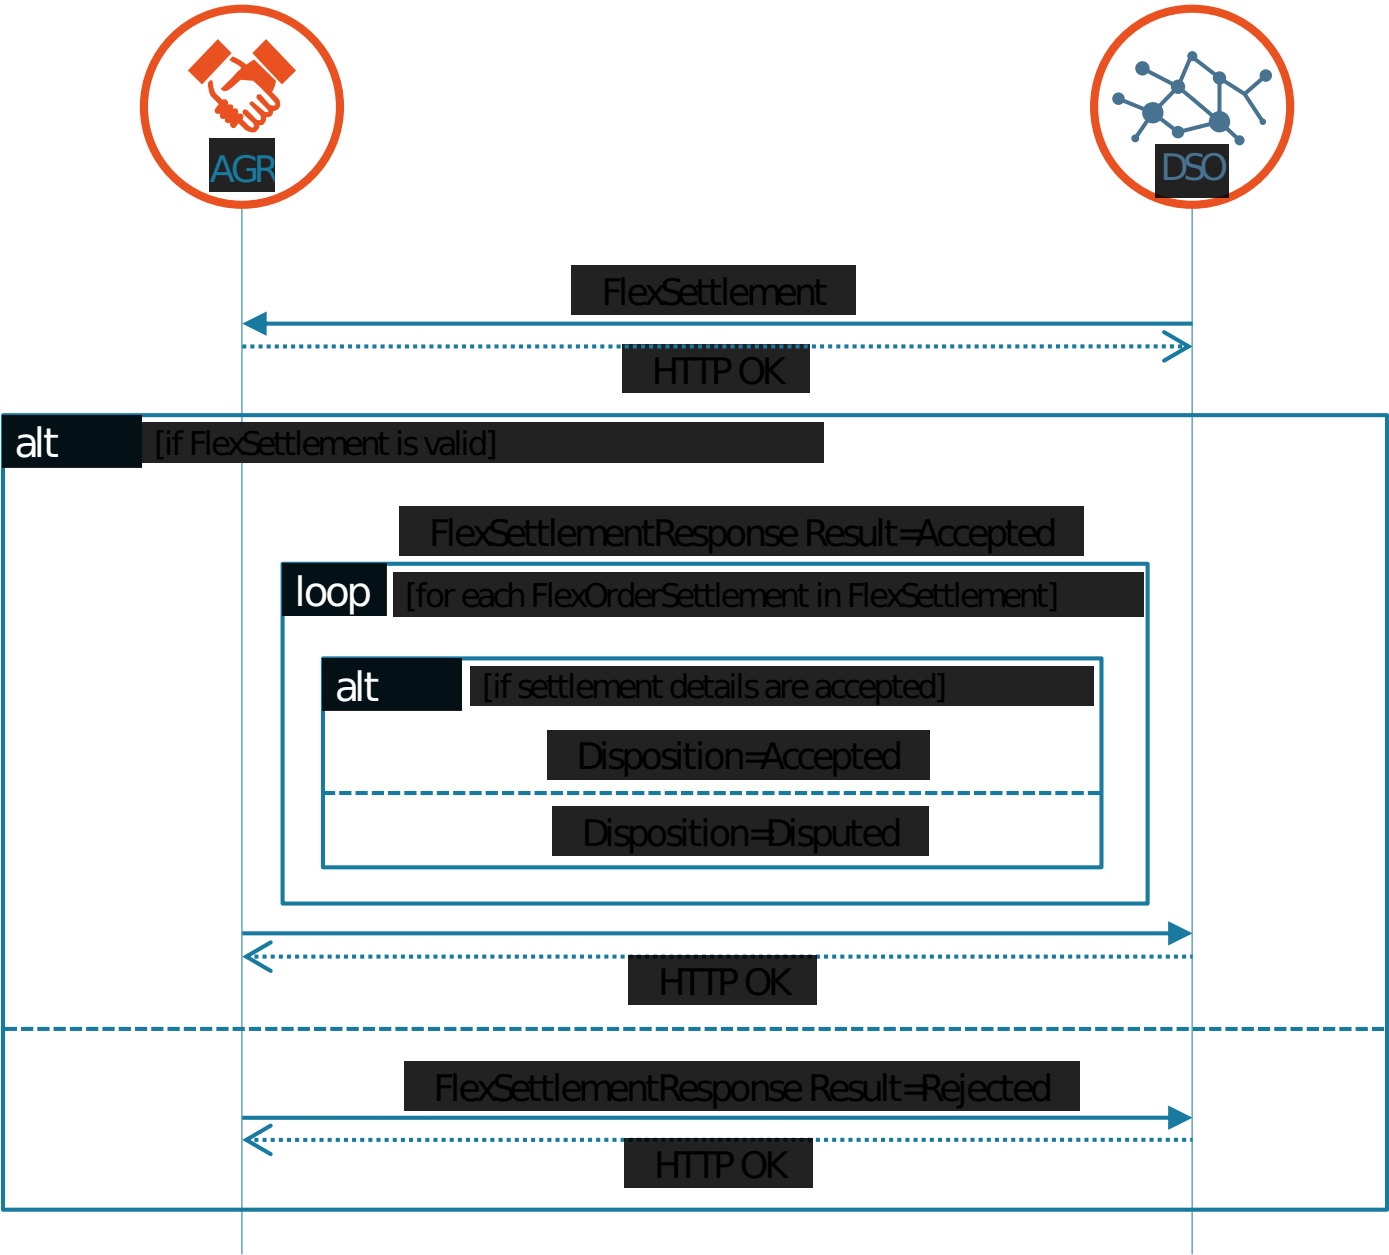 AGR
DSO
FlexSettlement
HTTP OK
alt
[if FlexSettlement is valid]
FlexSettlementResponse Result=Accepted
loop
[for each FlexOrderSettlement in FlexSettlement]
alt
[if settlement details are accepted]
Disposition=Accepted
Disposition=Disputed
HTTP OK
FlexSettlementResponse Result=Rejected
HTTP OK